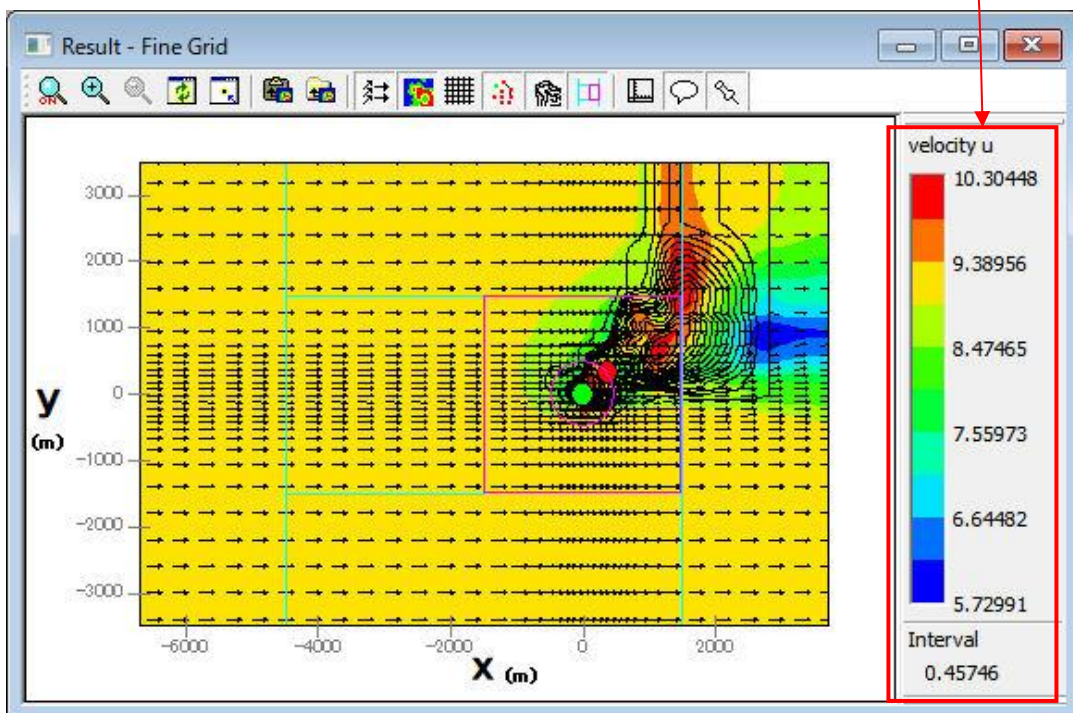 Result - Fine Grid
ON
velocity u
10.30448
9.38956
8.47465
7.55973
6.64482
5.72991
Interval
0.45746
3000
2000
1000
0
-1000
-2000
-3000
y
(m)
-6000 -4000 -2000 0 2000
X (m)